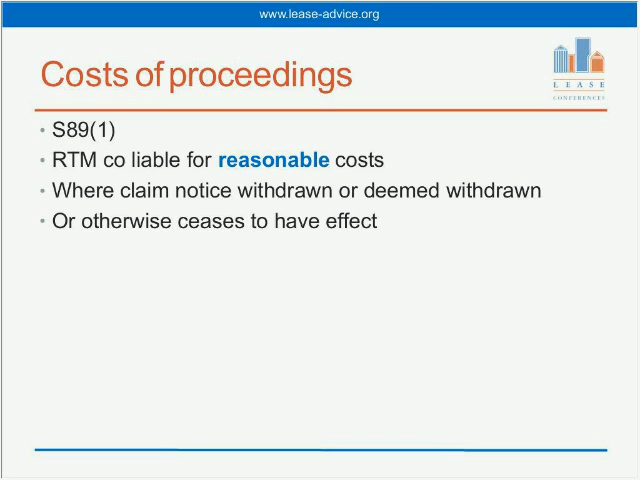 www.lease-advice.org
Costs of proceedings
LEASE
CONFERENCES
• S89(1)
• RTM co liable for reasonable costs
• Where claim notice withdrawn or deemed withdrawn
• Or otherwise ceases to have effect